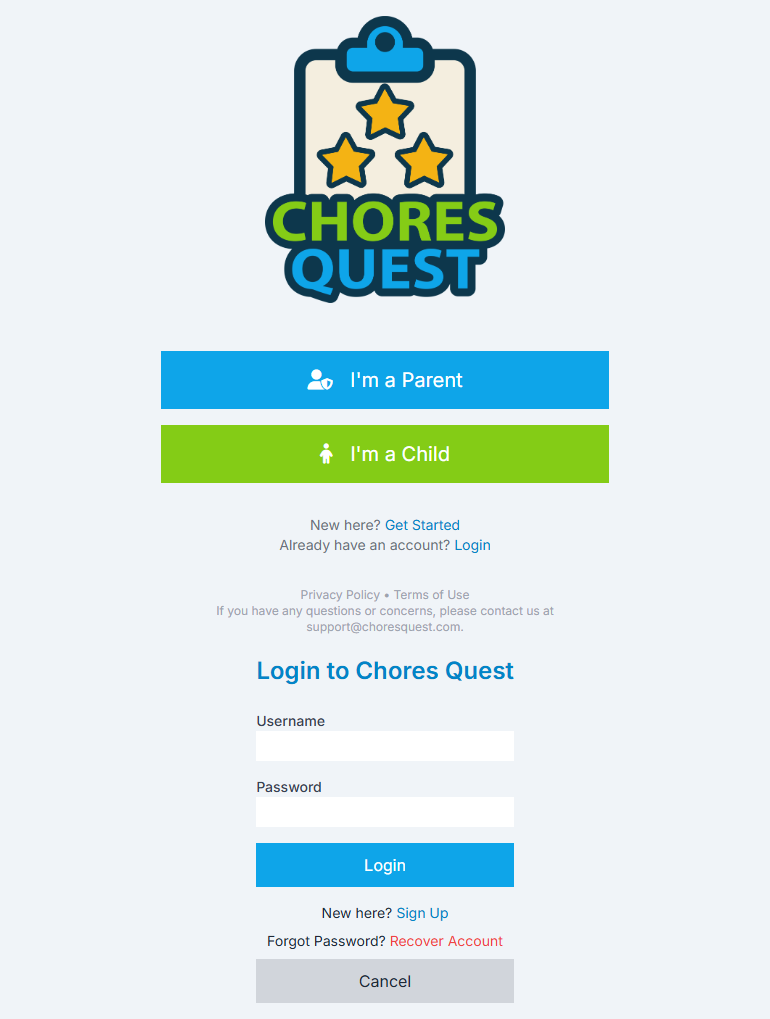 CHORES
QUEST
I'm a Parent
I'm a Child
New here? Get Started
Already have an account? Login
Privacy Policy • Terms of Use
If you have any questions or concerns, please contact us at
support@choresquest.com.
Login to Chores Quest
Username
Password
Login
New here? Sign Up
Forgot Password? Recover Account
Cancel